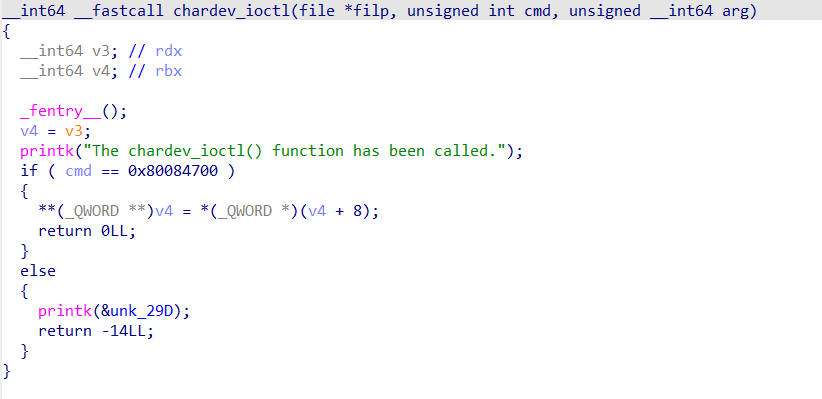 __int64 __fastcall chardev_ioctl(file *filp, unsigned int cmd, unsigned __int64 arg)
{
  __int64 v3; // rdx
  __int64 v4; // rbx

  _fentry__();
  v4 = v3;
  printk("The chardev_ioctl() function has been called.");
  if ( cmd == 0x80084700 )
  {
    **(_QWORD **)v4 = *(_QWORD *)(v4 + 8);
    return 0LL;
  }
  else
  {
    printk(&unk_29D);
    return -14LL;
  }
}